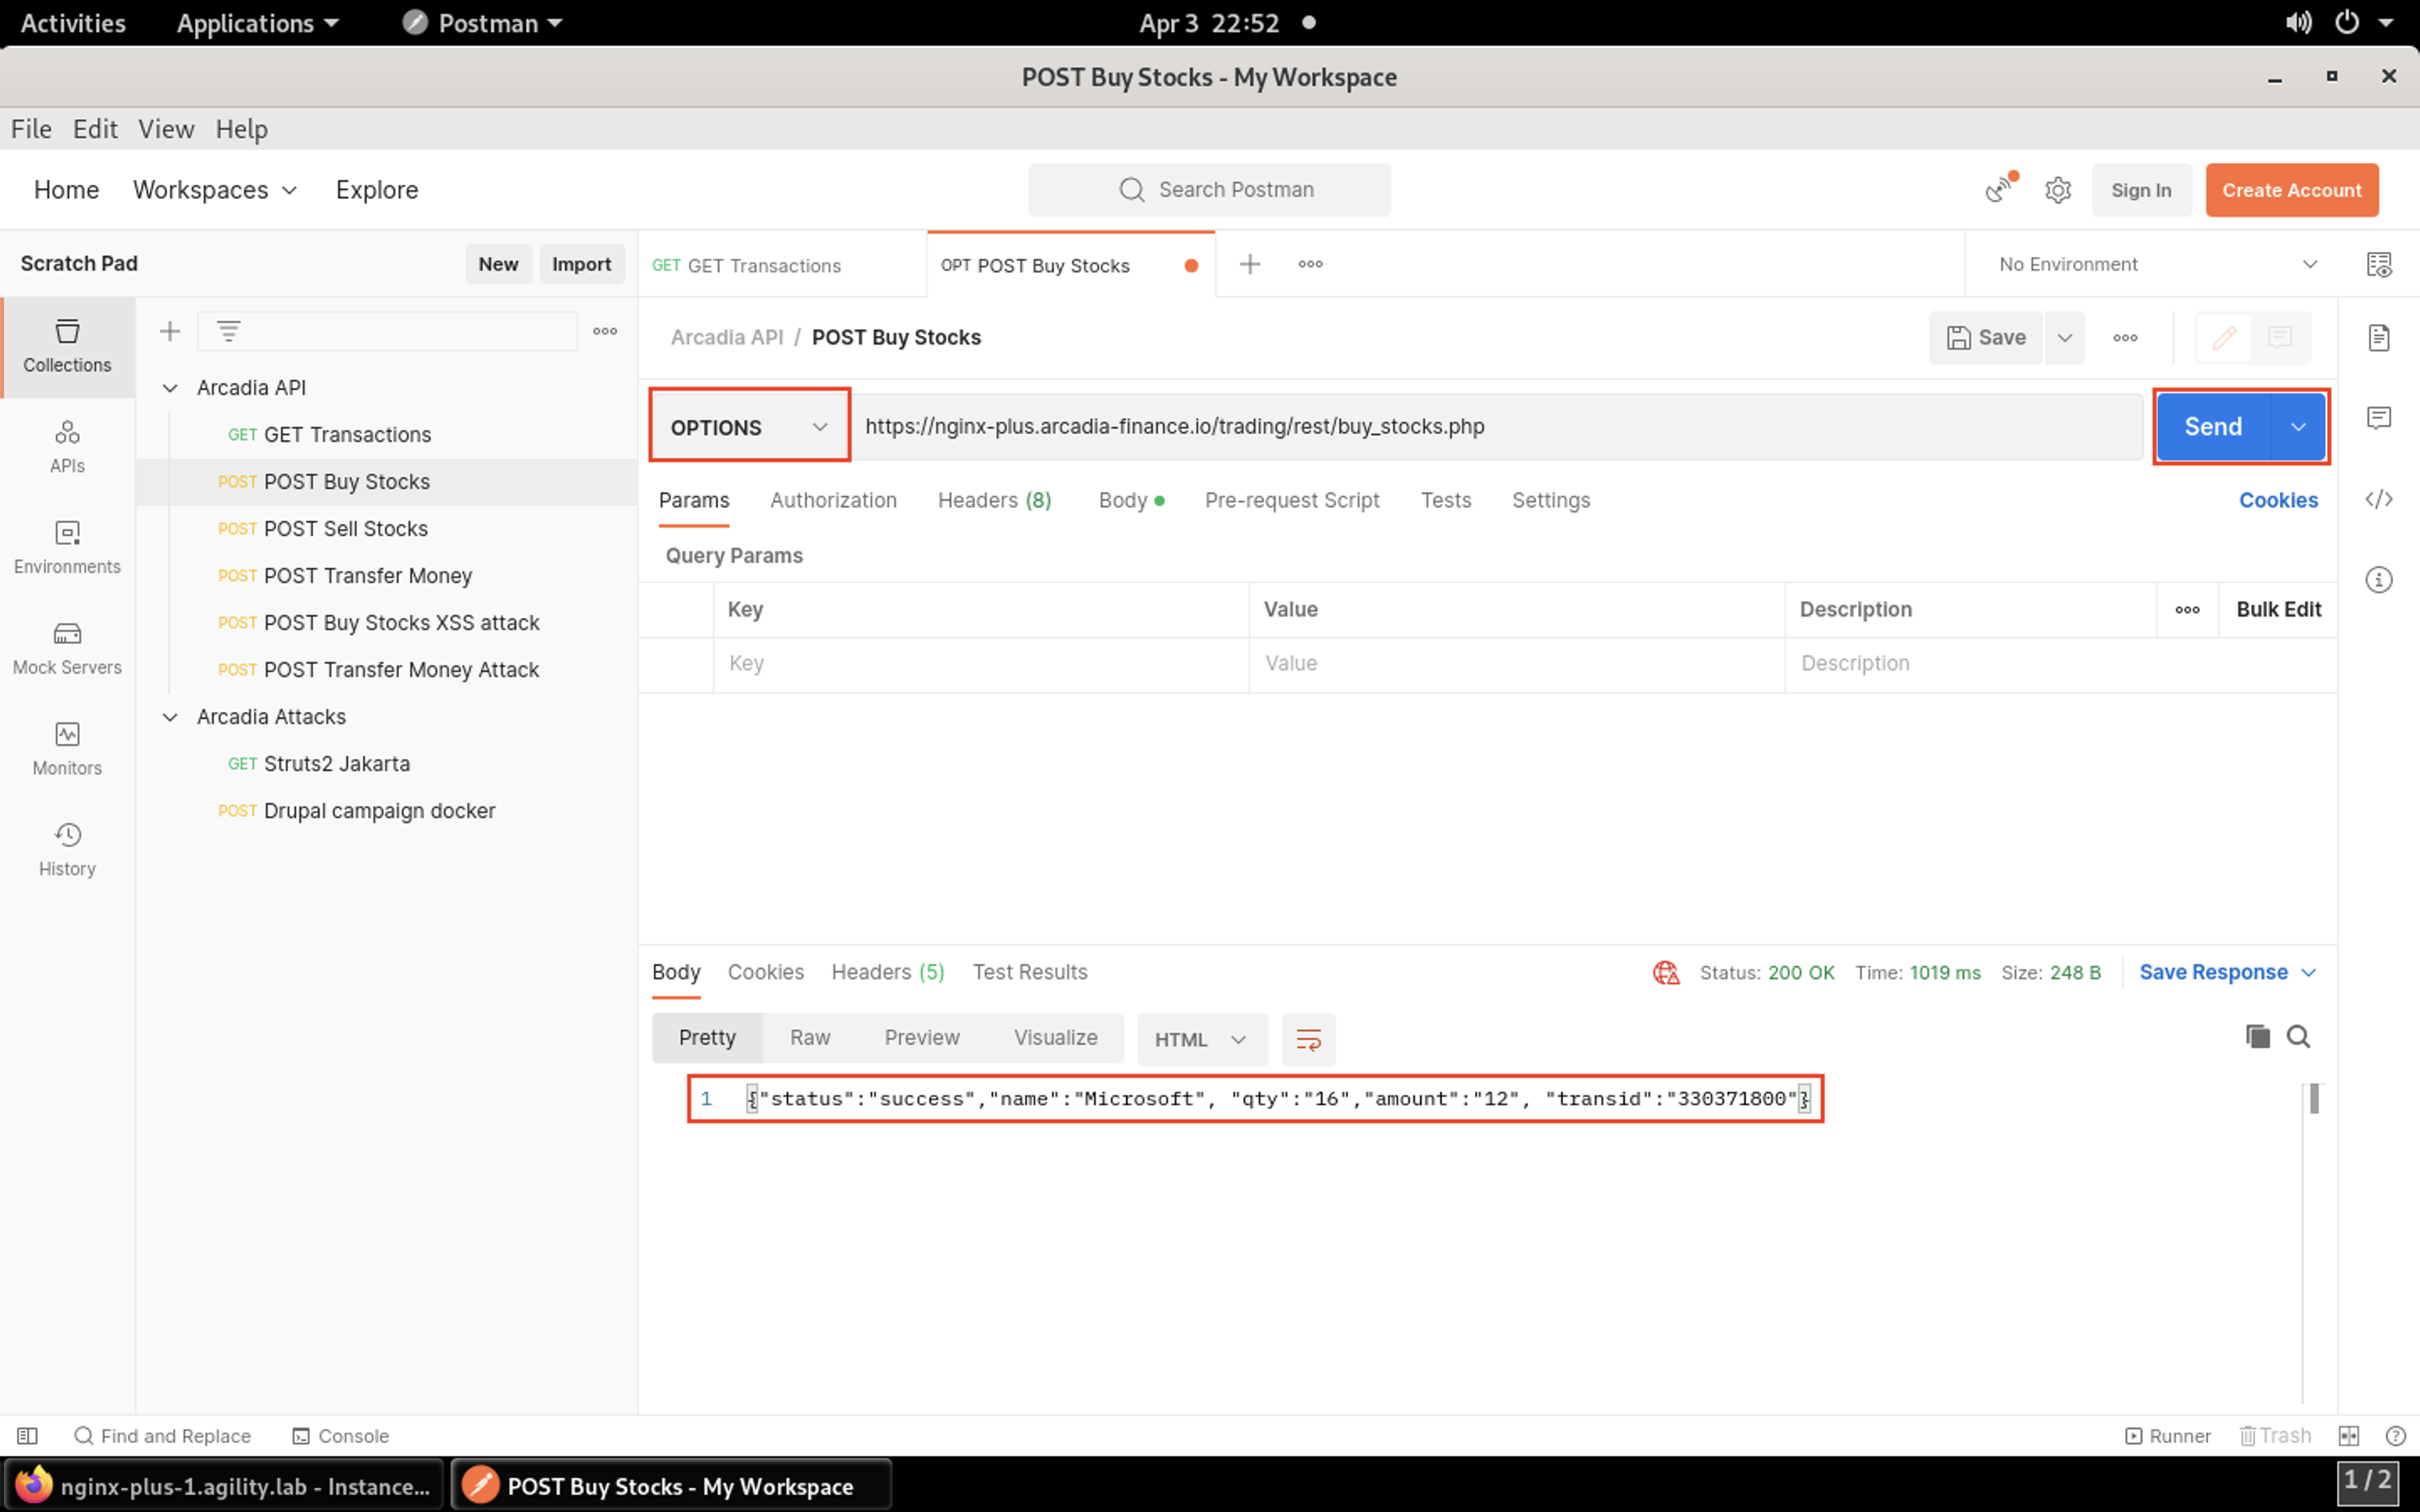 Activities Applications Postman Apr 3 22:52
POST Buy Stocks - My Workspace
File Edit View Help
Home Workspaces Explore Search Postman Sign In Create Account
Scratch Pad New Import GET GET Transactions OPT POST Buy Stocks No Environment
Arcadia API / POST Buy Stocks Save
Collections
Arcadia API
GET GET Transactions
OPTIONS https://nginx-plus.arcadia-finance.io/trading/rest/buy_stocks.php Send
APIs
POST POST Buy Stocks
Params Authorization Headers (8) Body Pre-request Script Tests Settings Cookies
POST POST Sell Stocks
Query Params
Environments
POST POST Transfer Money
Key Value Description Bulk Edit
POST POST Buy Stocks XSS attack
Key Value Description
Mock Servers
POST POST Transfer Money Attack
Arcadia Attacks
Monitors
GET Struts2 Jakarta
POST Drupal campaign docker
History
Body Cookies Headers (5) Test Results Status: 200 OK Time: 1019 ms Size: 248 B Save Response
Pretty Raw Preview Visualize HTML
1 {"status":"success","name":"Microsoft", "qty":"16","amount":"12", "transid":"330371800"}
Find and Replace Console Runner Trash
nginx-plus-1.agility.lab - Instance... POST Buy Stocks - My Workspace 1 / 2